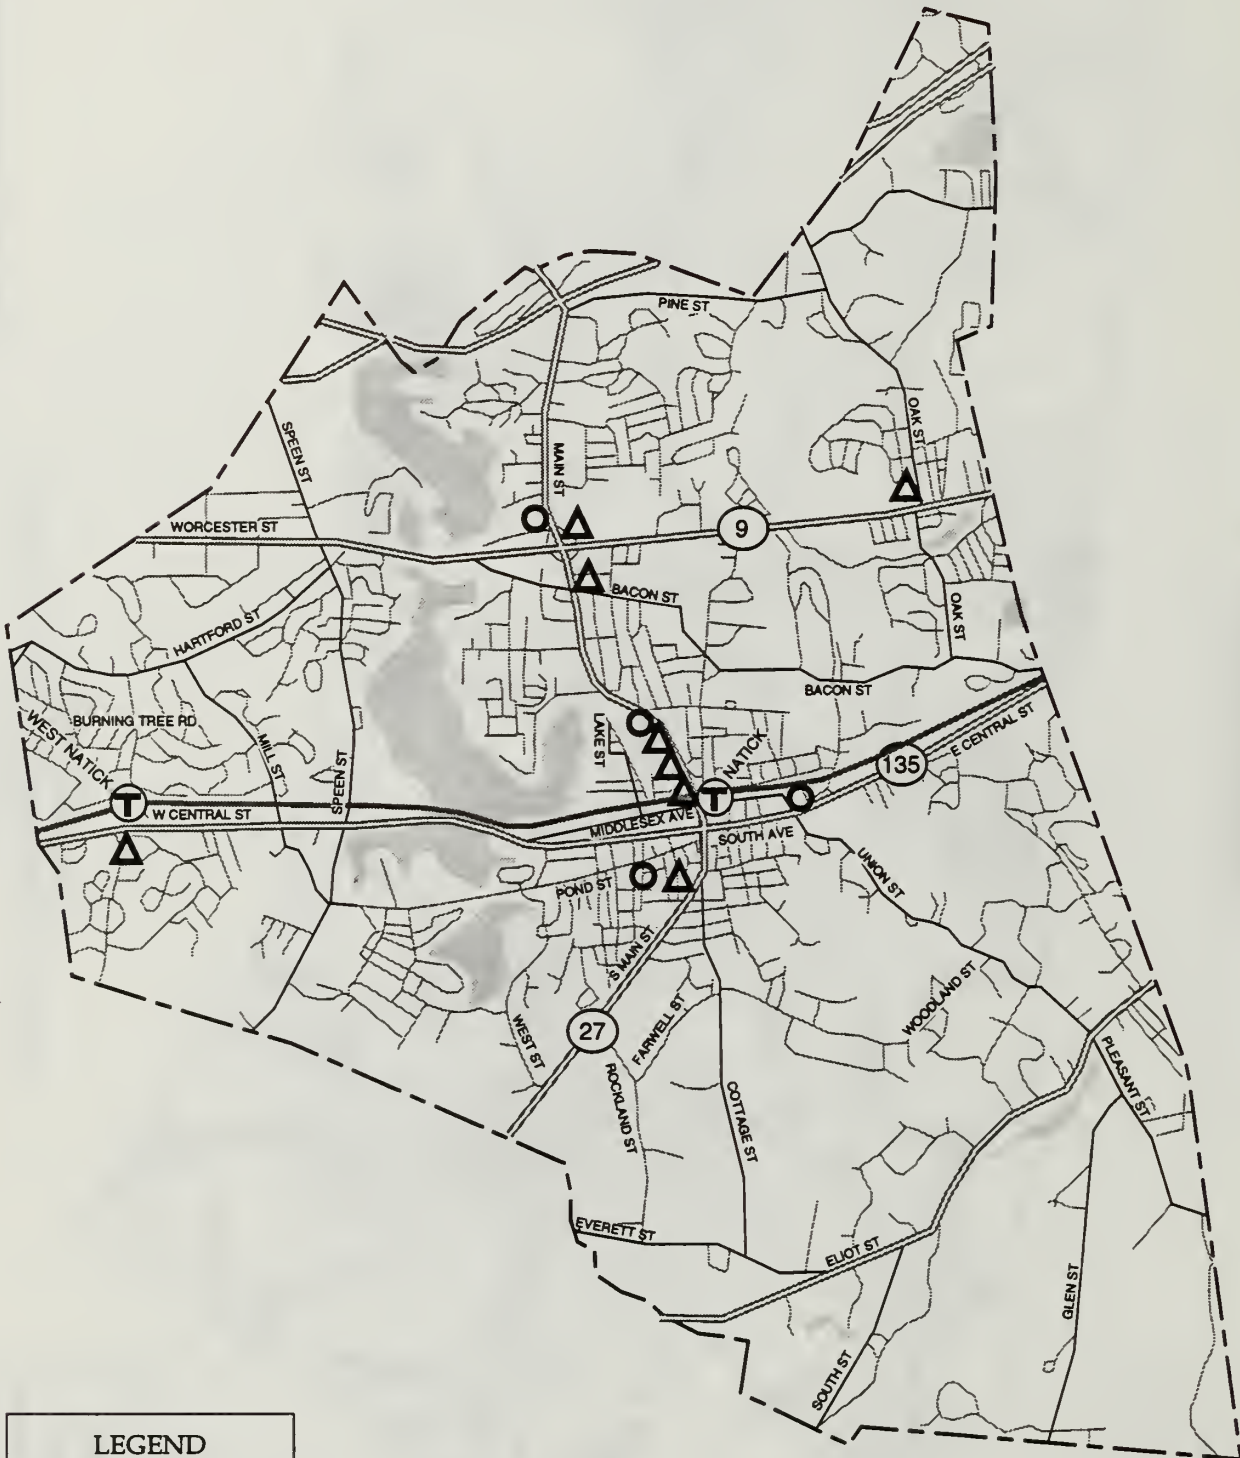 PINE ST
OAK ST
SPEEN ST
MAIN ST
WORCESTER ST
9
BACON ST
OAK ST
HARTFORD ST
BACON ST
BURNING TREE RD
WEST NATICK
MILL ST
SPEEN ST
LAKE ST
NATICK
E CENTRAL ST
135
T
T
W CENTRAL ST
MIDDLESEX AVE
SOUTH AVE
POND ST
UNION ST
S MAIN ST
WOODLAND ST
WEST ST
27
FARWELL ST
PLEASANT ST
ROCKLAND ST
COTTAGE ST
EVERETT ST
ELIOT ST
GLEN ST
SOUTH ST
LEGEND